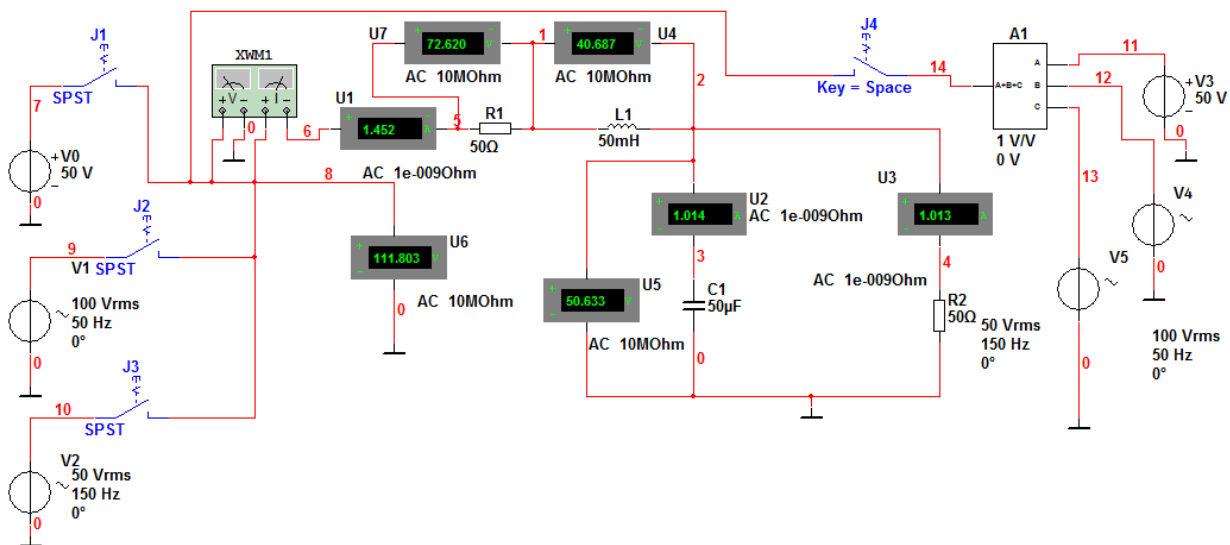 J1
7
SPST
+ V0
50 V
−
0
XWM1
+ V −
+ I −
0
6
U7
+ −
72.620 V
AC 10MOhm
1
+ −
40.687 V
U4
AC 10MOhm
2
U1
+ −
1.452 A
AC 1e-009Ohm
5
R1
50Ω
L1
50mH
J4
Key = Space
14
A1
A
B
C
A+B+C
1 V/V
0 V
11
12
13
+ V3
50 V
−
0
V4
0
100 Vrms
50 Hz
0°
V5
0
50 Vrms
150 Hz
0°
8
J2
9
V1
SPST
100 Vrms
50 Hz
0°
0
J3
10
SPST
V2
50 Vrms
150 Hz
0°
0
U6
+
−
111.803 V
AC 10MOhm
0
U2
+
−
1.014 A
AC 1e-009Ohm
3
C1
50µF
0
U5
+
−
50.633 V
AC 10MOhm
U3
+
−
1.013 A
AC 1e-009Ohm
4
R2
50Ω